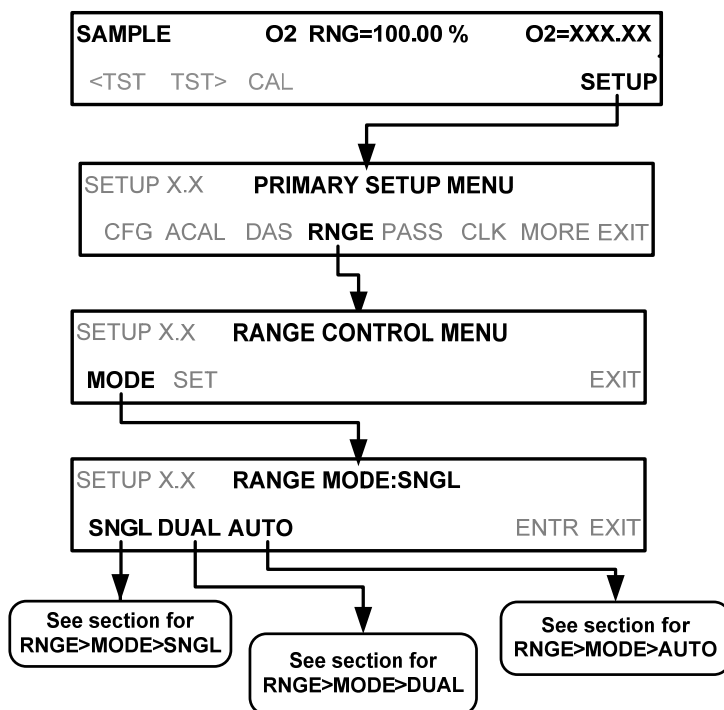 SAMPLE O2 RNG=100.00 % O2=XXX.XX
<TST TST> CAL SETUP
SETUP X.X PRIMARY SETUP MENU
CFG ACAL DAS RNGE PASS CLK MORE EXIT
SETUP X.X RANGE CONTROL MENU
MODE SET EXIT
SETUP X.X RANGE MODE:SNGL
SNGL DUAL AUTO ENTR EXIT
See section for
RNGE>MODE>SNGL
See section for
RNGE>MODE>DUAL
See section for
RNGE>MODE>AUTO